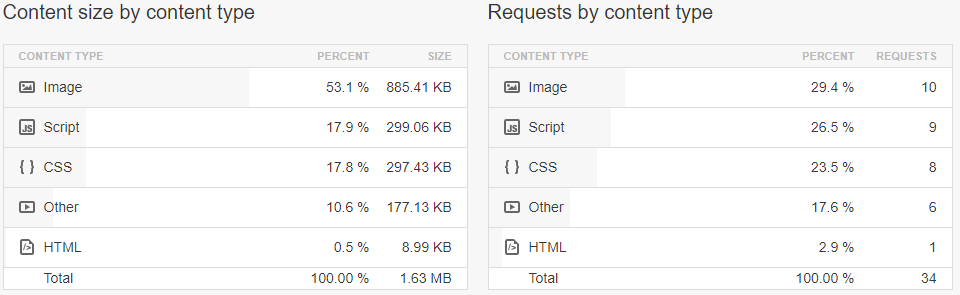 Content size by content type
CONTENT TYPE PERCENT SIZE
Image 53.1 % 885.41 KB
JS Script 17.9 % 299.06 KB
{ } CSS 17.8 % 297.43 KB
Other 10.6 % 177.13 KB
</> HTML 0.5 % 8.99 KB
Total 100.00 % 1.63 MB
Requests by content type
CONTENT TYPE PERCENT REQUESTS
Image 29.4 % 10
JS Script 26.5 % 9
{ } CSS 23.5 % 8
Other 17.6 % 6
</> HTML 2.9 % 1
Total 100.00 % 34